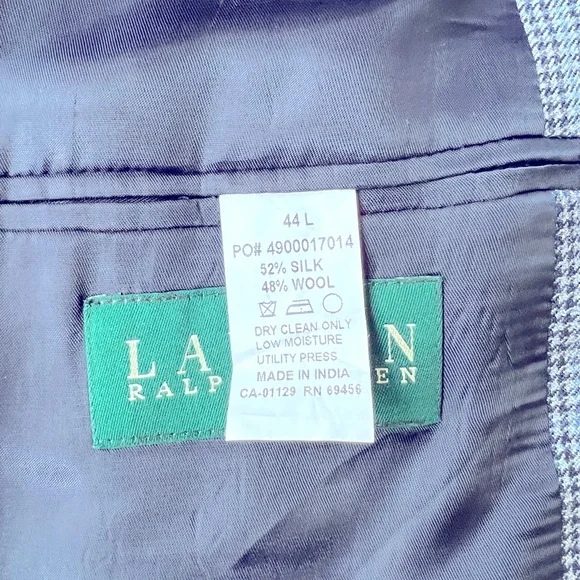 44 L
PO# 4900017014
52% SILK
48% WOOL
DRY CLEAN ONLY
LOW MOISTURE
UTILITY PRESS
MADE IN INDIA
CA-01129 RN 69456
LA N
RALP EN